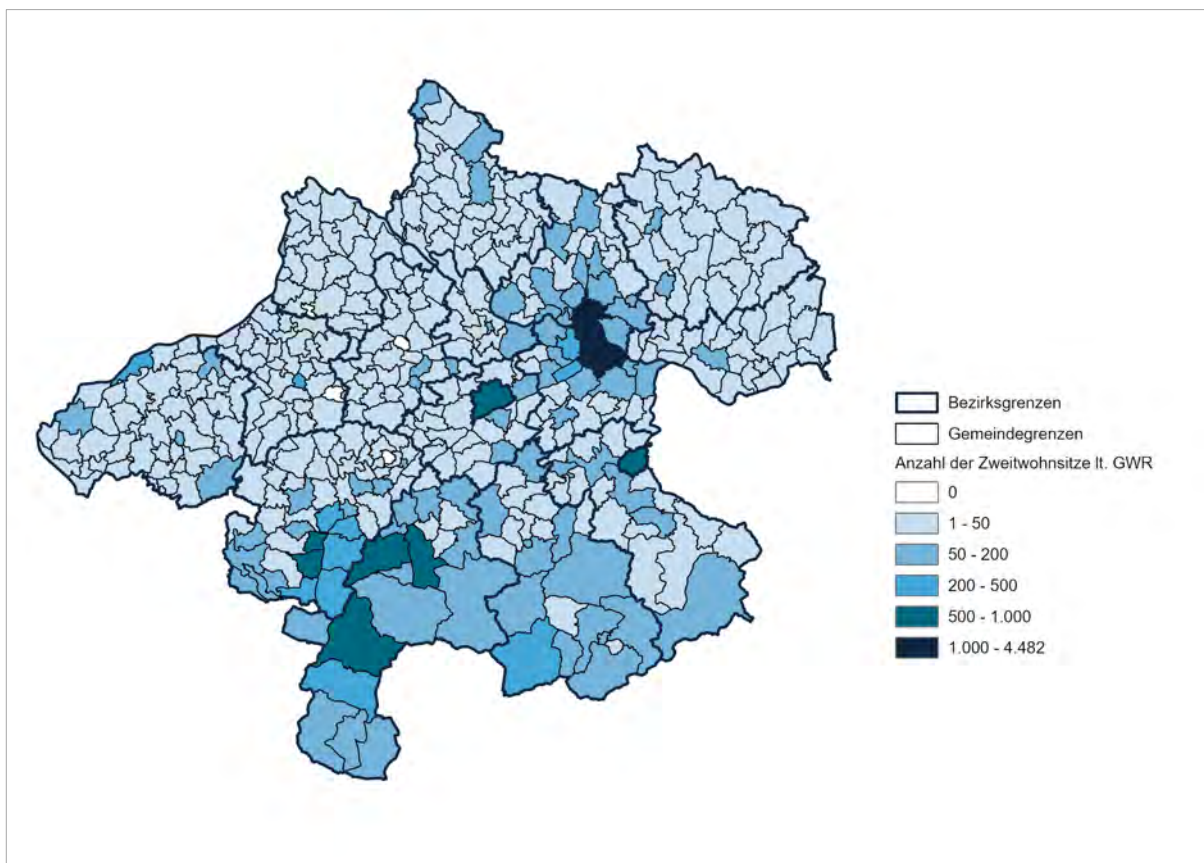 Bezirksgrenzen
Gemeindegrenzen
Anzahl der Zweitwohnsitze lt. GWR
0
1 - 50
50 - 200
200 - 500
500 - 1.000
1.000 - 4.482